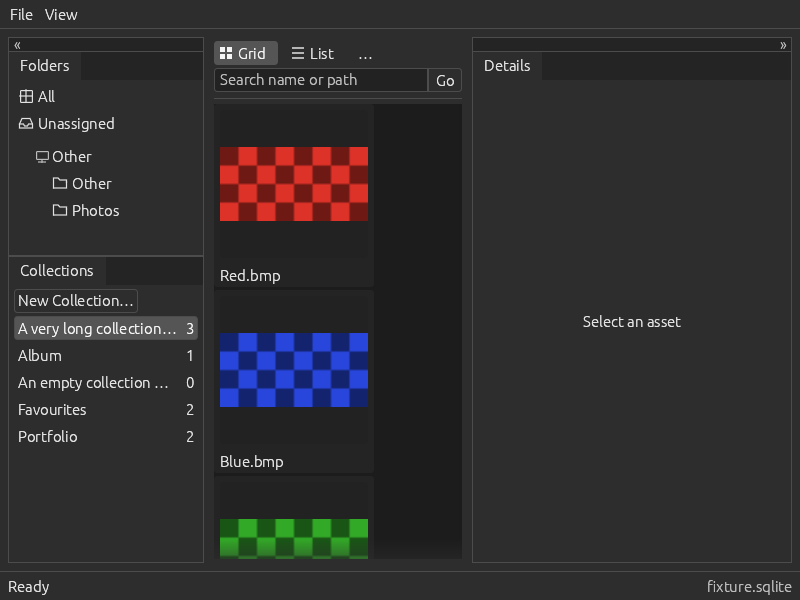 File View
«
Folders
All
Unassigned
Other
Other
Photos
Collections
New Collection...
A very long collection... 3
Album 1
An empty collection ... 0
Favourites 2
Portfolio 2
Grid List ...
Search name or path Go
Red.bmp
Blue.bmp
»
Details
Select an asset
Ready fixture.sqlite